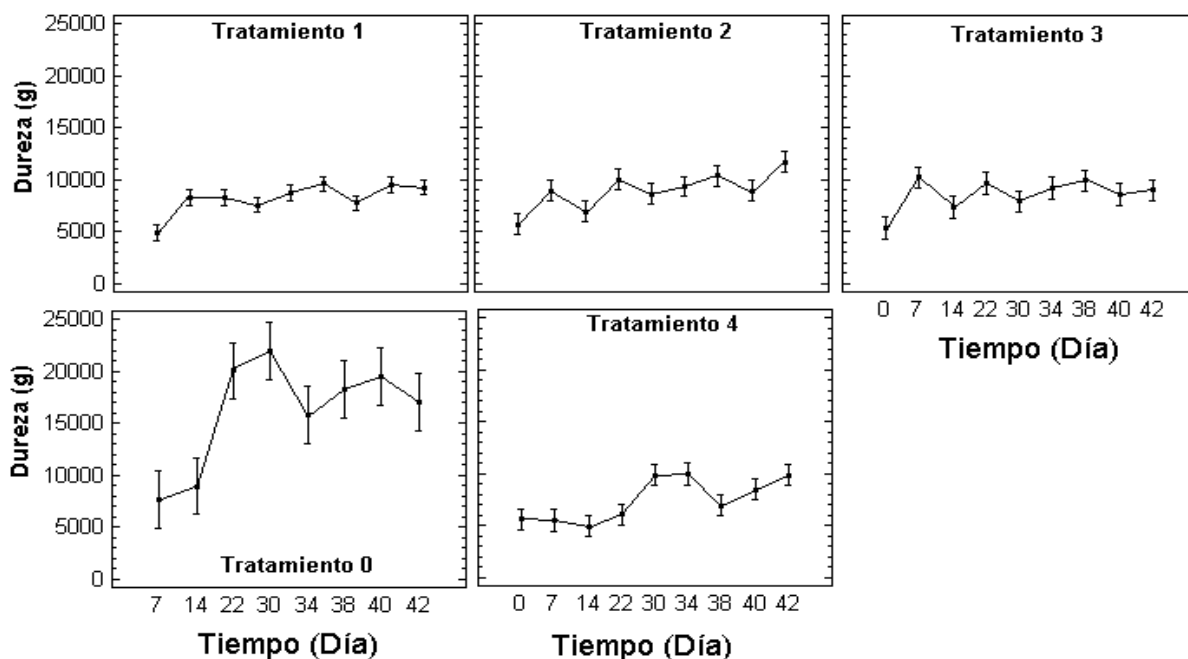 Tratamiento 1
Tratamiento 2
Tratamiento 3
Dureza (g)
25000
20000
15000
10000
5000
0
0 7 14 22 30 34 38 40 42
Tiempo (Día)
Tratamiento 4
Dureza (g)
25000
20000
15000
10000
5000
0
Tratamiento 0
7 14 22 30 34 38 40 42
0 7 14 22 30 34 38 40 42
Tiempo (Día)
Tiempo (Día)